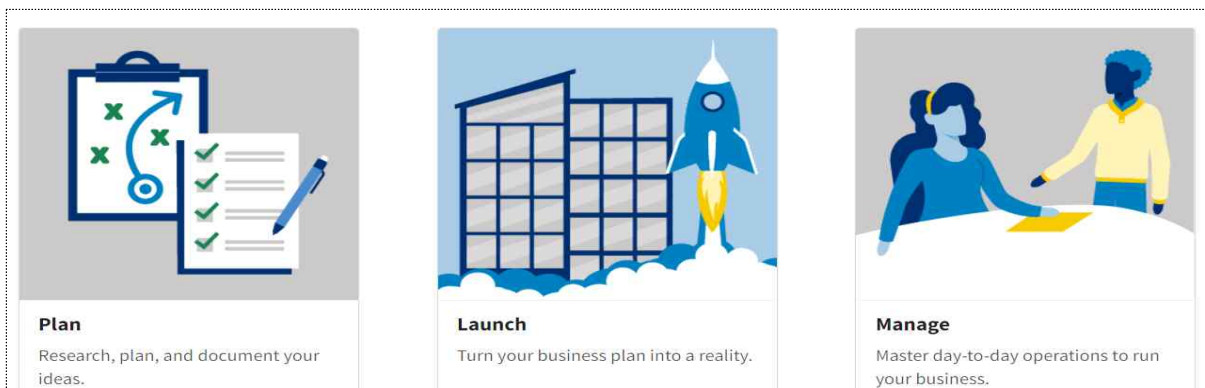 Plan
Research, plan, and document your
ideas.
Launch
Turn your business plan into a reality.
Manage
Master day-to-day operations to run
your business.